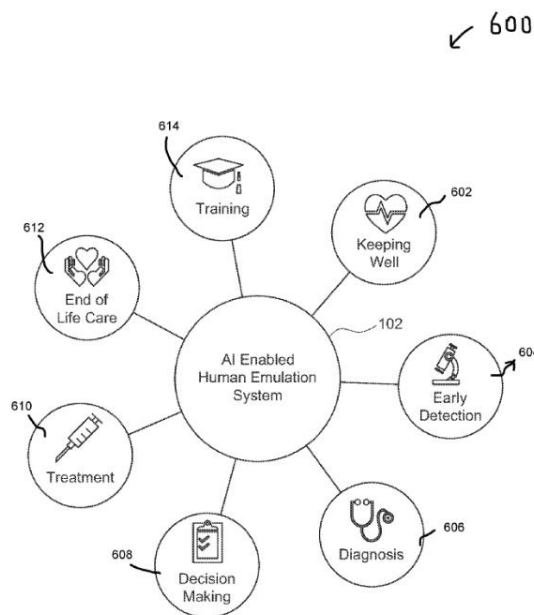 600
614
Training
602
Keeping
Well
612
End of
Life Care
102
AI Enabled
Human Emulation
System
604
Early
Detection
610
Treatment
606
Diagnosis
608
Decision
Making